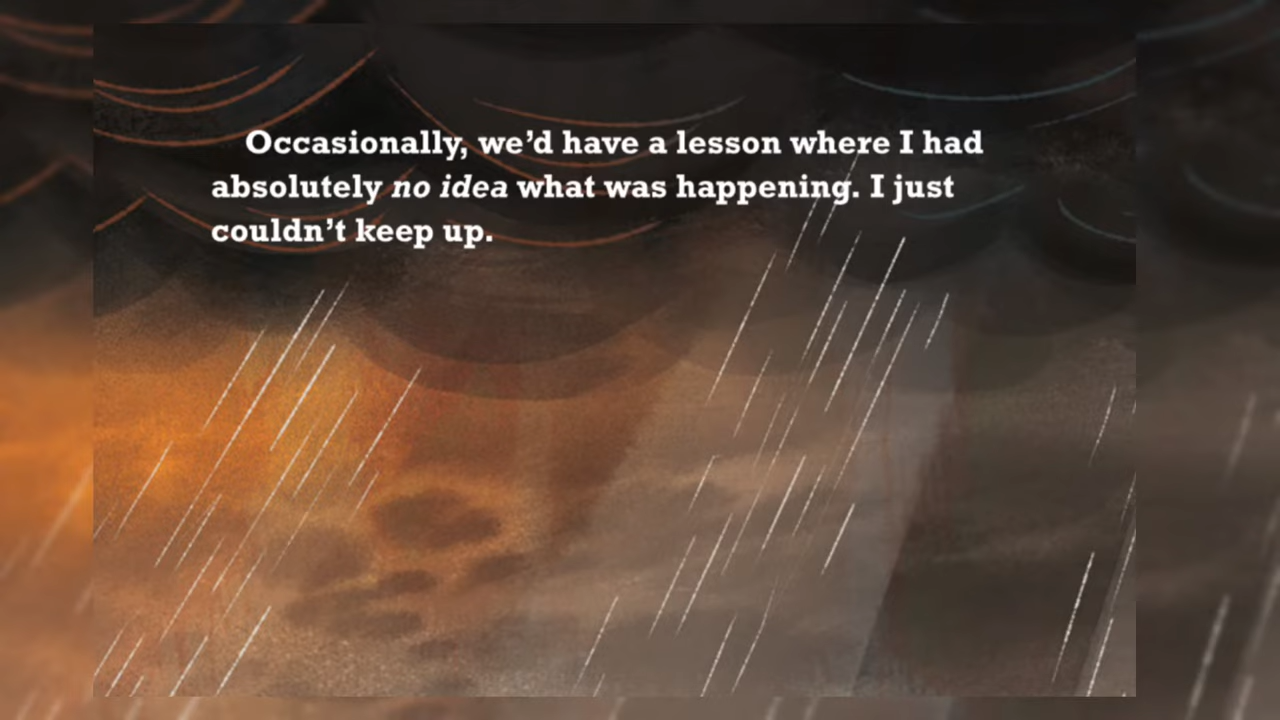 Occasionally, we’d have a lesson where I had
absolutely no idea what was happening. I just
couldn’t keep up.